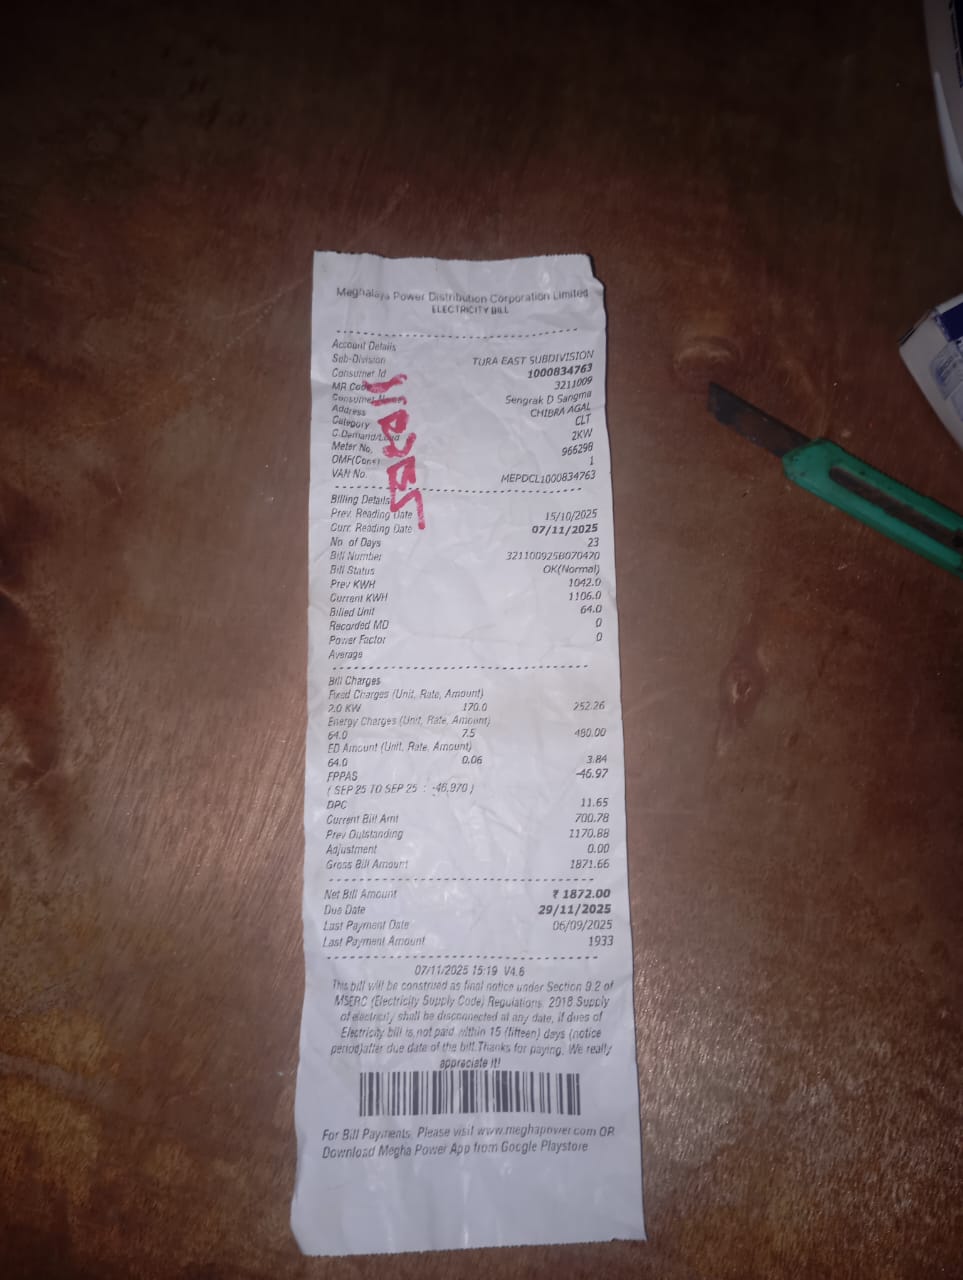 Meghalaya Power Distribution Corporation Limited
ELECTRICITY BILL
Account Details
Sub-Division TURA EAST SUBDIVISION
Consumer Id 1000834763
MR Code 3211009
Consumer Name Sengrak D Sangma
Address CHIBRA AGAL
Category CLT
C.Demand/Load 2KW
Meter No. 966298
OMF(Cons) 1
VAN No. MEPDCL1000834763
Billing Details
Prev. Reading Date 15/10/2025
Curr. Reading Date 07/11/2025
No. of Days 23
Bill Number 321100925B070420
Bill Status OK(Normal)
Prev KWH 1042.0
Current KWH 1106.0
Billed Unit 64.0
Recorded MD 0
Power Factor 0
Average
Bill Charges
Fixed Charges (Unit, Rate, Amount)
2.0 KW 170.0 252.26
Energy Charges (Unit, Rate, Amount)
64.0 7.5 480.00
ED Amount (Unit, Rate, Amount)
64.0 0.06 3.84
FPPAS -46.97
( SEP 25 TO SEP 25 : -46.970 )
DPC 11.65
Current Bill Amt 700.78
Prev Outstanding 1170.88
Adjustment 0.00
Gross Bill Amount 1871.66
Net Bill Amount ₹ 1872.00
Due Date 29/11/2025
Last Payment Date 06/09/2025
Last Payment Amount 1933
07/11/2025 15:19 V4.6
This bill will be construed as final notice under Section 9.2 of
MSERC (Electricity Supply Code) Regulations, 2018 Supply
of electricity shall be disconnected at any date, if dues of
Electricity bill is not paid within 15 (fifteen) days (notice
period)after due date of the bill.Thanks for paying. We really
appreciate it!
For Bill Payments, Please visit www.meghapower.com OR
Download Megha Power App from Google Playstore